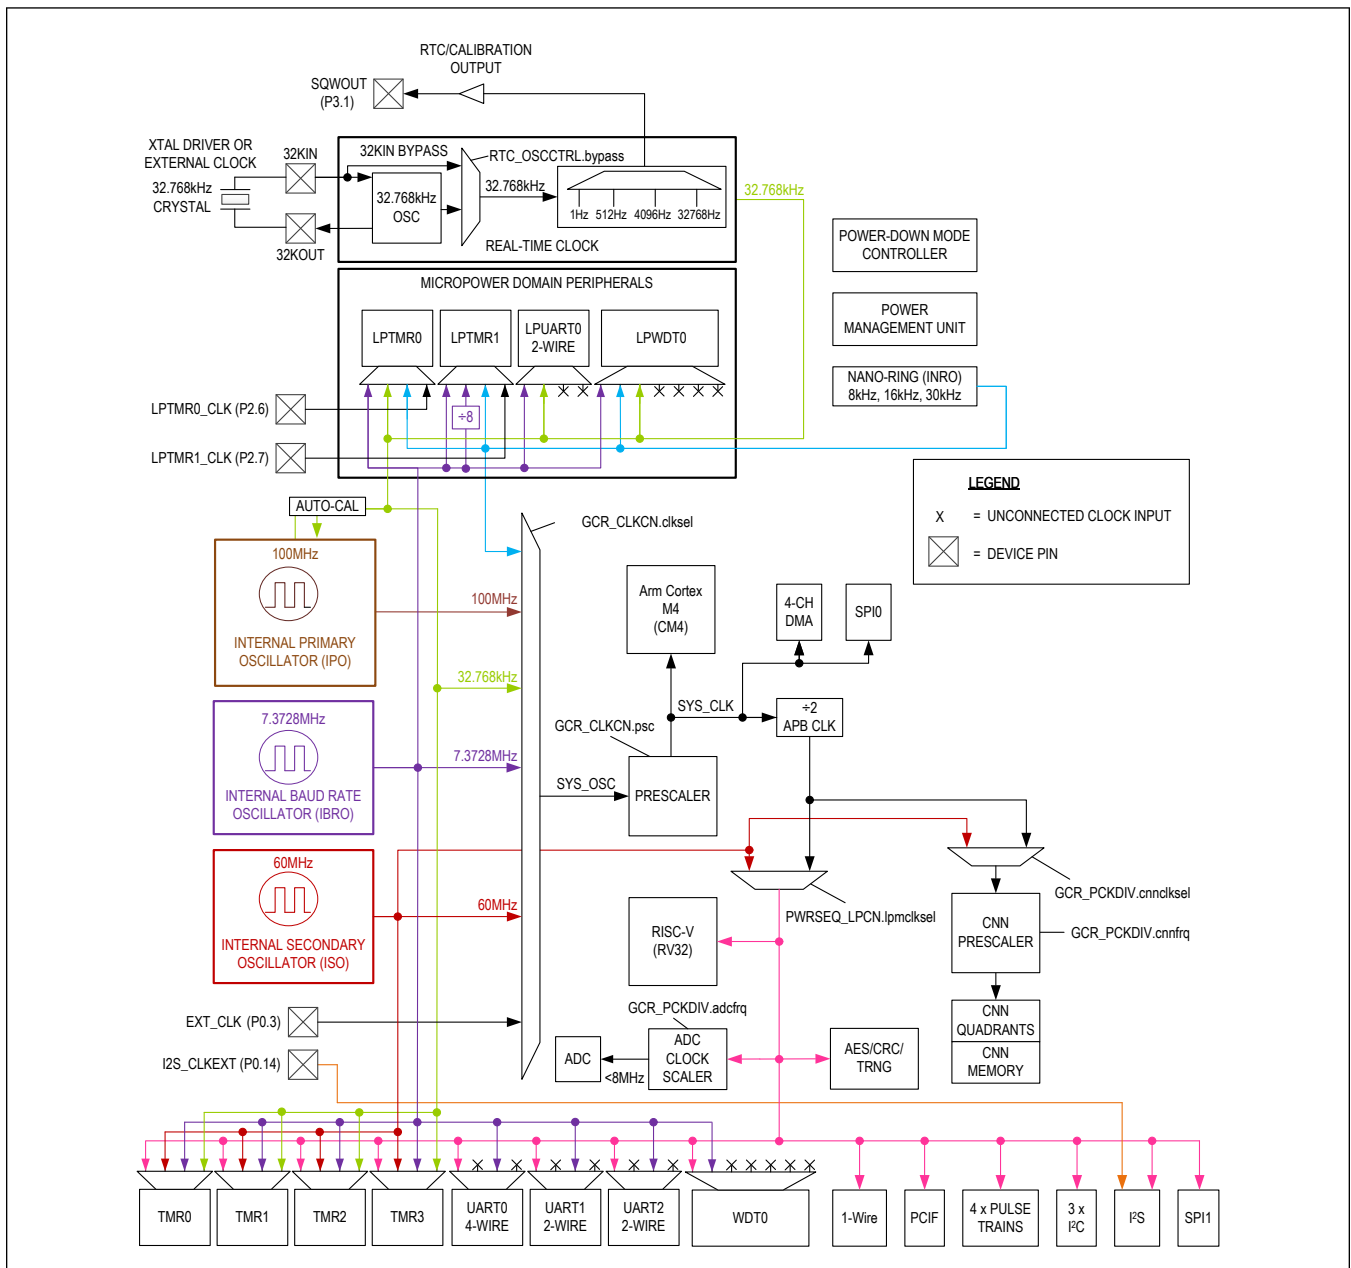 RTC/CALIBRATION
OUTPUT
SQWOUT
(P3.1)
XTAL DRIVER OR
EXTERNAL CLOCK
32KIN
32KIN BYPASS
RTC_OSCCTRL.bypass
32.768kHz
CRYSTAL
32.768kHz
OSC
32.768kHz
1Hz
512Hz
4096Hz
32768Hz
32.768kHz
32KOUT
REAL-TIME CLOCK
POWER-DOWN MODE
CONTROLLER
MICROPOWER DOMAIN PERIPHERALS
POWER
MANAGEMENT UNIT
LPTMR0
LPTMR1
LPUART0
2-WIRE
LPWDT0
NANO-RING (INRO)
8kHz, 16kHz, 30kHz
LPTMR0_CLK (P2.6)
÷8
LPTMR1_CLK (P2.7)
LEGEND
X = UNCONNECTED CLOCK INPUT
= DEVICE PIN
AUTO-CAL
GCR_CLKCN.clksel
100MHz
INTERNAL PRIMARY
OSCILLATOR (IPO)
100MHz
Arm Cortex
M4
(CM4)
4-CH
DMA
SPI0
32.768kHz
SYS_CLK
÷2
APB CLK
7.3728MHz
INTERNAL BAUD RATE
OSCILLATOR (IBRO)
7.3728MHz
GCR_CLKCN.psc
SYS_OSC
PRESCALER
60MHz
INTERNAL SECONDARY
OSCILLATOR (ISO)
60MHz
GCR_PCKDIV.cnnclksel
PWRSEQ_LPCN.lpmclksel
RISC-V
(RV32)
CNN
PRESCALER
GCR_PCKDIV.cnnfrq
EXT_CLK (P0.3)
GCR_PCKDIV.adcfrq
CNN
QUADRANTS
CNN
MEMORY
I2S_CLKEXT (P0.14)
ADC
<8MHz
ADC
CLOCK
SCALER
AES/CRC/
TRNG
TMR0
TMR1
TMR2
TMR3
UART0
4-WIRE
UART1
2-WIRE
UART2
2-WIRE
WDT0
1-Wire
PCIF
4 x PULSE
TRAINS
3 x
I²C
I²S
SPI1